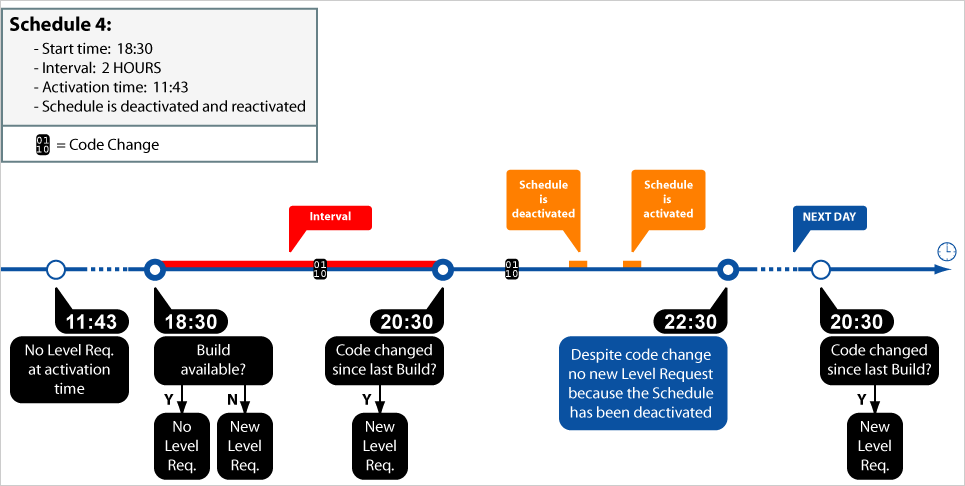 Schedule 4:
- Start time: 18:30
- Interval: 2 HOURS
- Activation time: 11:43
- Schedule is deactivated and reactivated
01
10
= Code Change
Interval
Schedule
is
deactivated
Schedule
is
activated
NEXT DAY
01
10
01
10
11:43
18:30
20:30
22:30
20:30
No Level Req.
at activation
time
Build
available?
Code changed
since last Build?
Despite code change
no new Level Request
because the Schedule
has been deactivated
Code changed
since last Build?
Y
N
Y
Y
No
Level
Req.
New
Level
Req.
New
Level
Req.
New
Level
Req.